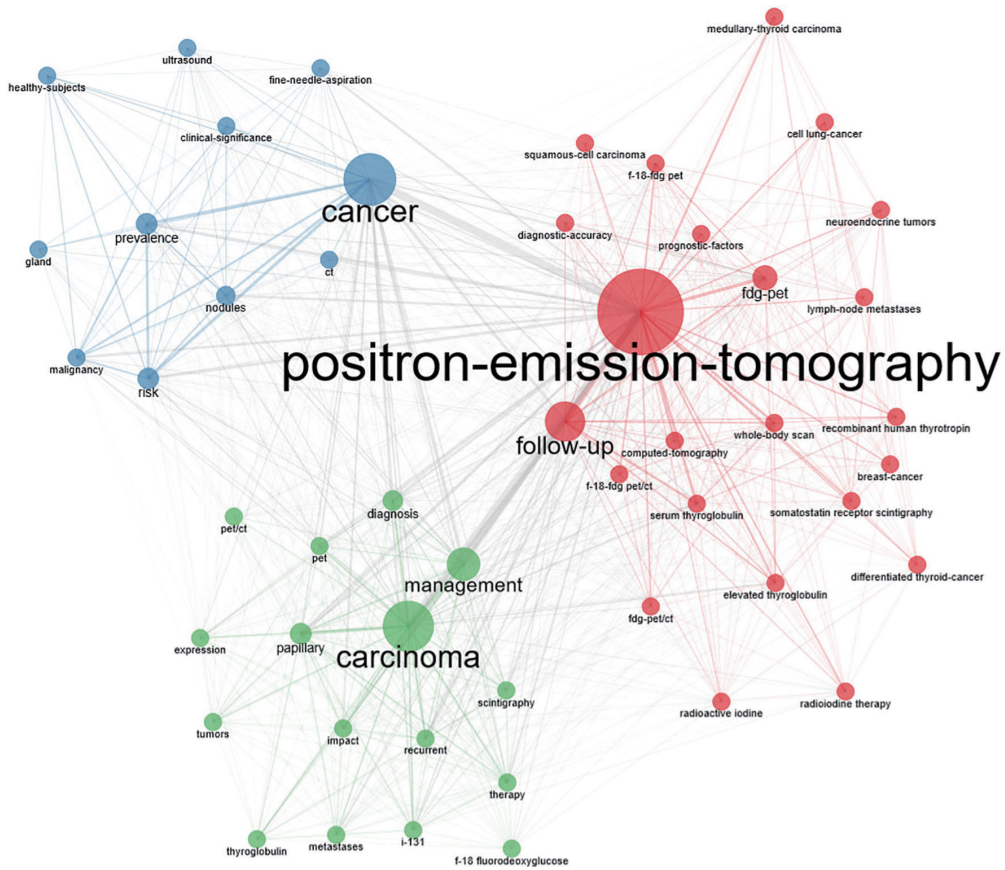 medullary-thyroid carcinoma
ultrasound
fine-needle-aspiration
healthy-subjects
cell lung-cancer
clinical-significance
squamous-cell carcinoma
f-18-fdg pet
cancer
neuroendocrine tumors
diagnostic-accuracy
prevalence
prognostic-factors
gland
ct
fdg-pet
nodules
lymph-node metastases
positron-emission-tomography
malignancy
risk
recombinant human thyrotropin
whole-body scan
follow-up
computed-tomography
breast-cancer
f-18-fdg pet/ct
diagnosis
serum thyroglobulin
somatostatin receptor scintigraphy
pet/ct
pet
differentiated thyroid-cancer
management
elevated thyroglobulin
fdg-pet/ct
expression
papillary
carcinoma
scintigraphy
radioiodine therapy
radioactive iodine
tumors
impact
recurrent
therapy
thyroglobulin
metastases
i-131
f-18 fluorodeoxyglucose